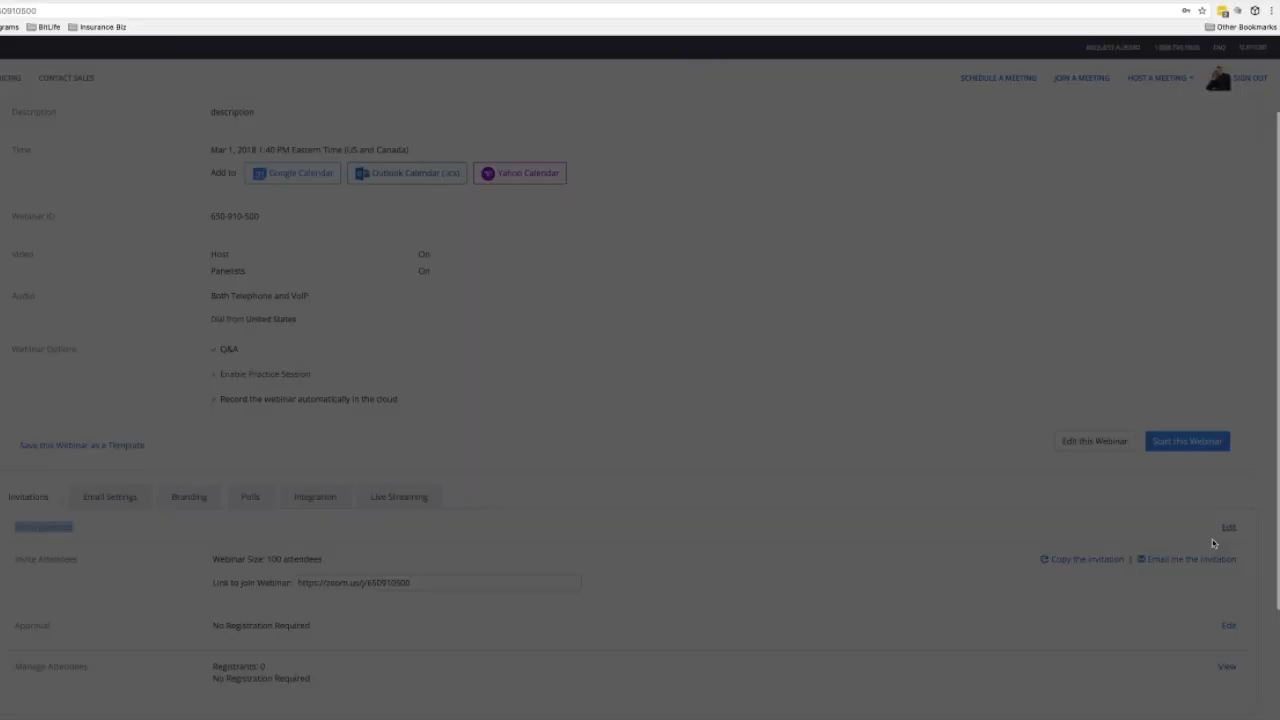 50910500
grams BitLife Insurance Biz Other Bookmarks
REQUEST A DEMO 1.888.799.9666 FAQ SUPPORT
ICING CONTACT SALES SCHEDULE A MEETING JOIN A MEETING HOST A MEETING SIGN OUT
Description description
Time Mar 1, 2018 1:40 PM Eastern Time (US and Canada)
Add to Google Calendar Outlook Calendar (.ics) Yahoo Calendar
Webinar ID 650-910-500
Video Host On
Panelists On
Audio Both Telephone and VoIP
Dial from United States
Webinar Options Q&A
Enable Practice Session
Record the webinar automatically in the cloud
Save this Webinar as a Template Edit this Webinar Start this Webinar
Invitations Email Settings Branding Polls Integration Live Streaming
Invite Panelists Edit
Invite Attendees Webinar Size: 100 attendees Copy the invitation | Email me the invitation
Link to join Webinar: https://zoom.us/j/650910500
Approval No Registration Required Edit
Manage Attendees Registrants: 0 View
No Registration Required